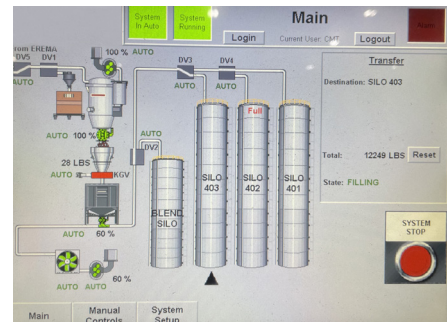 System
In Auto
System
Running
Main
Login
Current User: CMT
Logout
Alarm
rom EREMA
DV5
DV1
100 %
AUTO
AUTO
DV3
DV4
AUTO
AUTO
Transfer
Destination: SILO 403
Total: 12249 LBS
Reset
State: FILLING
AUTO
100 %
AUTO
DV2
28 LBS
AUTO
KGV
Full
SILO
403
SILO
402
SILO
401
BLEND
SILO
AUTO
60 %
60 %
AUTO
AUTO
SYSTEM
STOP
Main
Manual
Controls
System
Setup